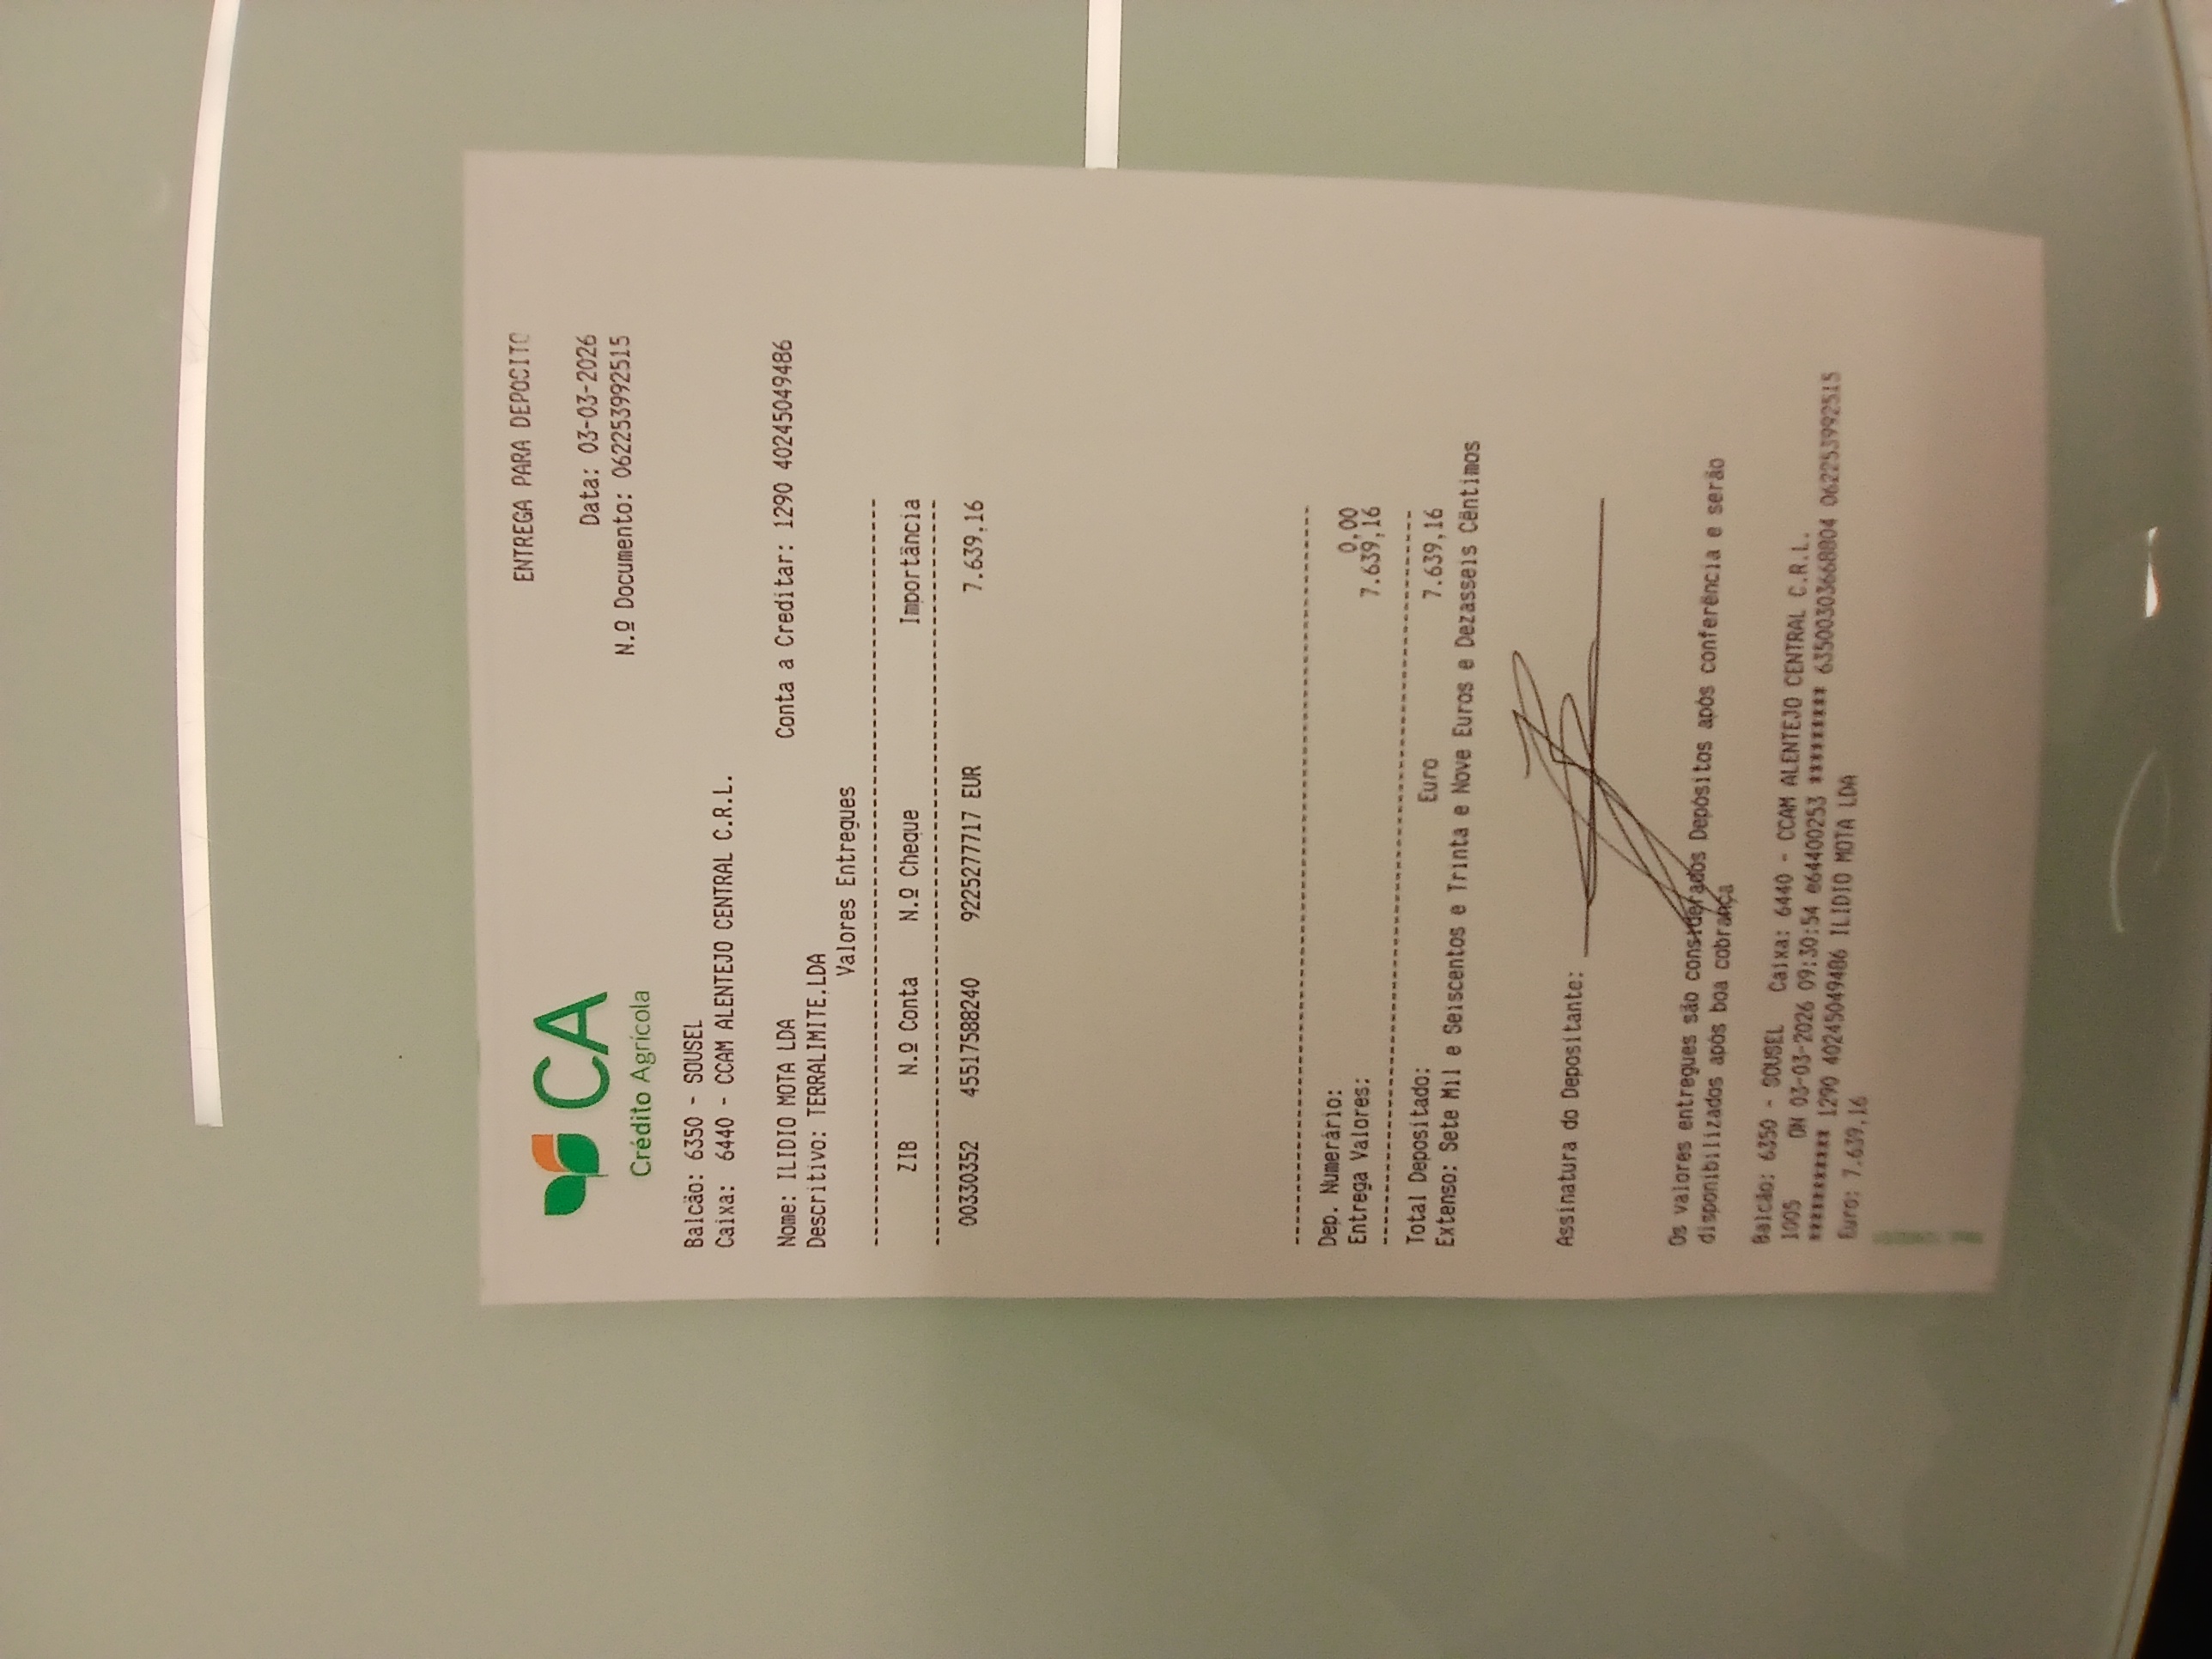 CA
Crédito Agrícola
ENTREGA PARA DEPOSITO
Data: 03-03-2026
N.º Documento: 062253992515
Balcão: 6350 - SOUSEL
Caixa: 6440 - CCAM ALENTEJO CENTRAL C.R.L.
Nome: ILIDIO MOTA LDA Conta a Creditar: 1290 40245049486
Descritivo: TERRALIMITE,LDA
Valores Entregues
ZIB N.º Conta N.º Cheque Importância
00330352 45517588240 9225277717 EUR 7.639,16
Dep. Numerário: 0,00
Entrega Valores: 7.639,16
Total Depositado: Euro 7.639,16
Extenso: Sete Mil e Seiscentos e Trinta e Nove Euros e Dezasseis Cêntimos
Assinatura do Depositante:
Os valores entregues são considerados Depósitos após conferência e serão
disponibilizados após boa cobrança
Balcão: 6350 - SOUSEL Caixa: 6440 - CCAM ALENTEJO CENTRAL C.R.L.
1005 ON 03-03-2026 09:30:54 e64400253 ********* 63500303668804 062253992515
********** 1290 40245049486 ILIDIO MOTA LDA
Euro: 7.639,16